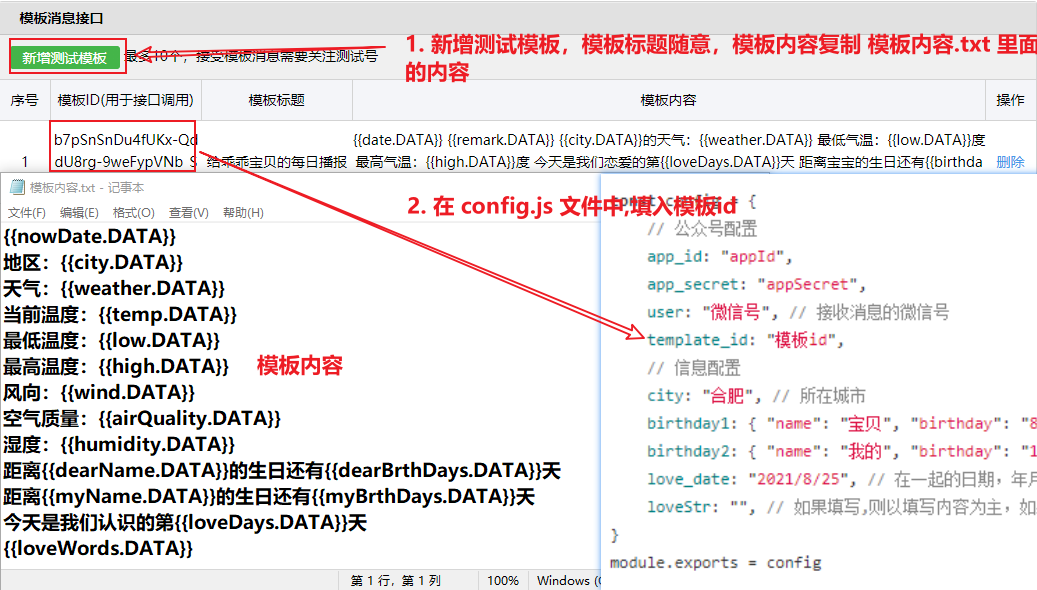 模板消息接口
新增测试模板 最多10个，接受模板消息需要关注测试号
1. 新增测试模板，模板标题随意，模板内容复制 模板内容.txt 里面
的内容
序号 模板ID(用于接口调用) 模板标题 模板内容 操作
b7pSnSnDu4fUKx-Qd {{date.DATA}} {{remark.DATA}} {{city.DATA}}的天气：{{weather.DATA}} 最低气温：{{low.DATA}}度
1 dU8rg-9weFypVNb_S 给乖乖宝贝的每日播报 最高气温：{{high.DATA}}度 今天是我们恋爱的第{{loveDays.DATA}}天 距离宝宝的生日还有{{birthda 删除
模板内容.txt - 记事本
文件(F) 编辑(E) 格式(O) 查看(V) 帮助(H)
{{nowDate.DATA}}
地区：{{city.DATA}}
天气：{{weather.DATA}}
当前温度：{{temp.DATA}}
最低温度：{{low.DATA}}
最高温度：{{high.DATA}}
风向：{{wind.DATA}}
空气质量：{{airQuality.DATA}}
湿度：{{humidity.DATA}}
距离{{dearName.DATA}}的生日还有{{dearBrthDays.DATA}}天
距离{{myName.DATA}}的生日还有{{myBrthDays.DATA}}天
今天是我们认识的第{{loveDays.DATA}}天
{{loveWords.DATA}}
模板内容
第 1 行，第 1 列 100% Windows (
2. 在 config.js 文件中,填入模板id
const config = {
// 公众号配置
app_id: "appId",
app_secret: "appSecret",
user: "微信号", // 接收消息的微信号
template_id: "模板id",
// 信息配置
city: "合肥", // 所在城市
birthday1: { "name": "宝贝", "birthday": "8
birthday2: { "name": "我的", "birthday": "1
love_date: "2021/8/25", // 在一起的日期，年月
loveStr: "", // 如果填写,则以填写内容为主，如
}
module.exports = config